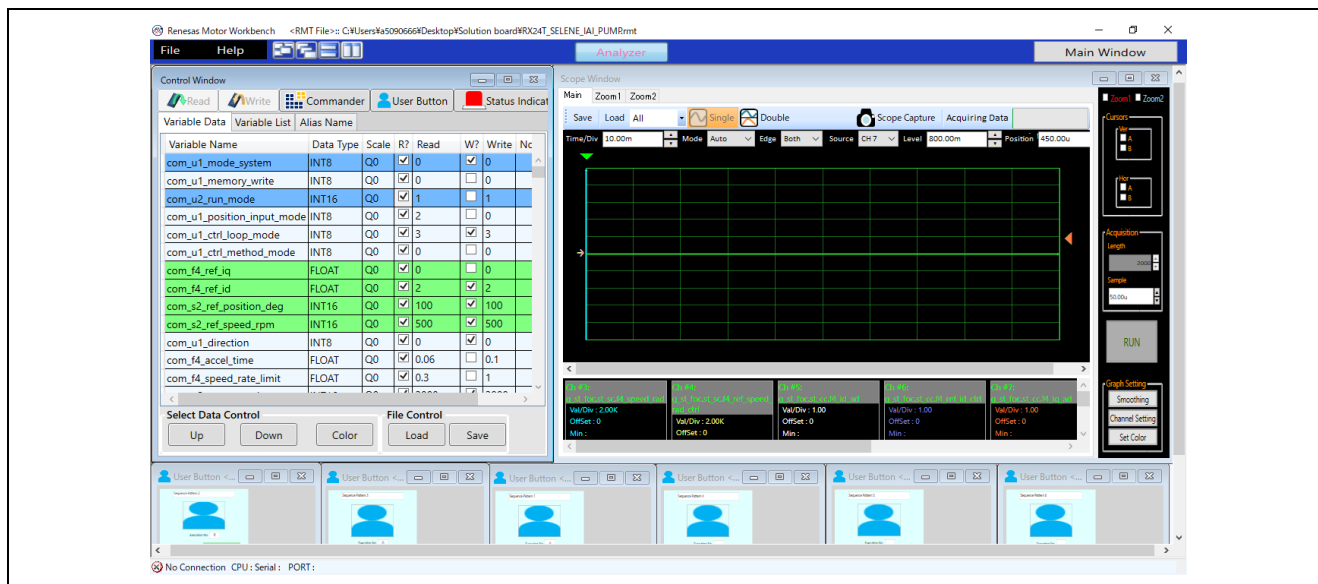 Renesas Motor Workbench <RMT File>:: C:¥Users¥a5090666¥Desktop¥Solution board¥RX24T_SELENE_IAI_PUMP.rmt
File Help Analyzer Main Window
Control Window
Read Write Commander User Button Status Indicat
Variable Data Variable List Alias Name
Variable Name Data Type Scale R? Read W? Write Nc
com_u1_mode_system INT8 Q0 0 0
com_u1_memory_write INT8 Q0 0 0
com_u2_run_mode INT16 Q0 1 1
com_u1_position_input_mode INT8 Q0 2 0
com_u1_ctrl_loop_mode INT8 Q0 3 3
com_u1_ctrl_method_mode INT8 Q0 0 0
com_f4_ref_iq FLOAT Q0 0 0
com_f4_ref_id FLOAT Q0 2 2
com_s2_ref_position_deg INT16 Q0 100 100
com_s2_ref_speed_rpm INT16 Q0 500 500
com_u1_direction INT8 Q0 0 0
com_f4_accel_time FLOAT Q0 0.06 0.1
com_f4_speed_rate_limit FLOAT Q0 0.3 1
Select Data Control File Control
Up Down Color Load Save
Scope Window
Main Zoom1 Zoom2
Save Load All Single Double Scope Capture Acquiring Data
Time/Div 10.00m Mode Auto Edge Both Source CH7 Level 800.00m Position 450.00u
Ch #3: Ch #4: Ch #5: Ch #6: Ch #7:
Val/Div : 2.00K rad_ctrl Val/Div : 1.00 Val/Div : 1.00 Val/Div : 1.00
OffSet : 0 Val/Div : 2.00K OffSet : 0 OffSet : 0 OffSet : 0
Min : OffSet : 0 Min : Min : Min :
Zoom1 Zoom2
Cursors
Ver
A
B
Hor
A
B
Acquisition
Length
2000
Sample
50.00u
RUN
Graph Setting
Smoothing
Channel Setting
Set Color
User Button <... User Button <... User Button <... User Button <... User Button <... User Button <...
No Connection CPU : Serial : PORT :